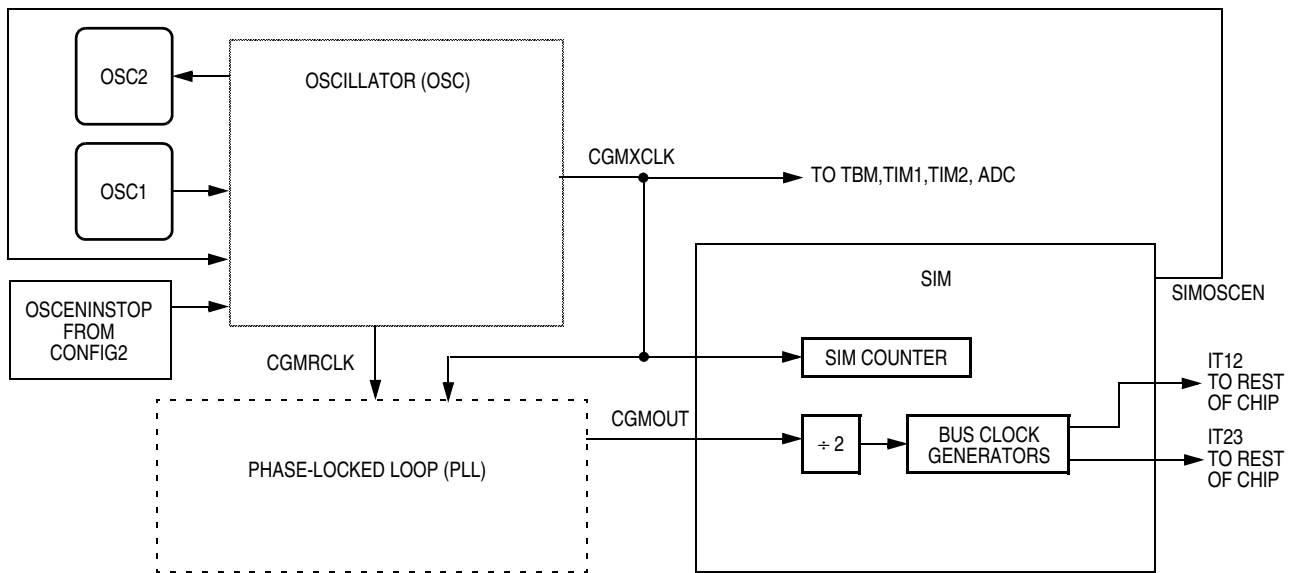 OSC2
OSCILLATOR (OSC)
CGMXCLK
OSC1
TO TBM,TIM1,TIM2, ADC
SIM
SIMOSCEN
OSCENINSTOP
FROM
CONFIG2
CGMRCLK
SIM COUNTER
IT12
TO REST
OF CHIP
CGMOUT
÷ 2
BUS CLOCK
GENERATORS
IT23
TO REST
OF CHIP
PHASE-LOCKED LOOP (PLL)